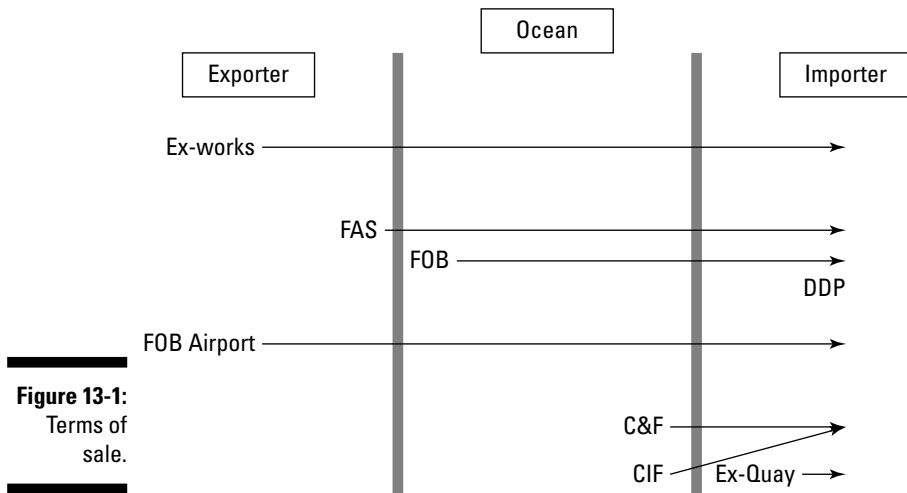 Ocean
Exporter
Importer
Ex-works
FAS
FOB
DDP
FOB Airport
Figure 13-1:
Terms of
sale.
C&F
CIF
Ex-Quay